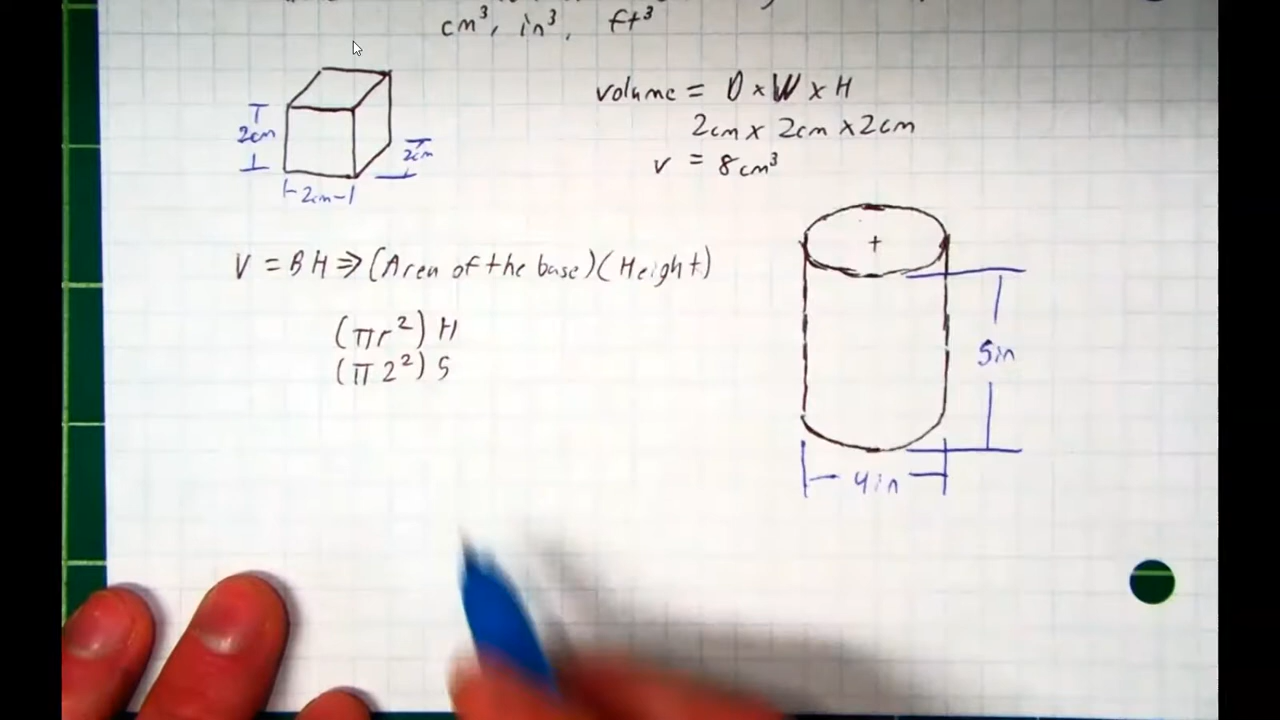 cm³, in³, ft³
volume = D x W x H
2cm x 2cm x 2cm
v = 8cm³
2cm
2cm
2cm
V = BH ⇒ (Area of the base)(Height)
(πr²) H
(π2²) 5
5in
4in